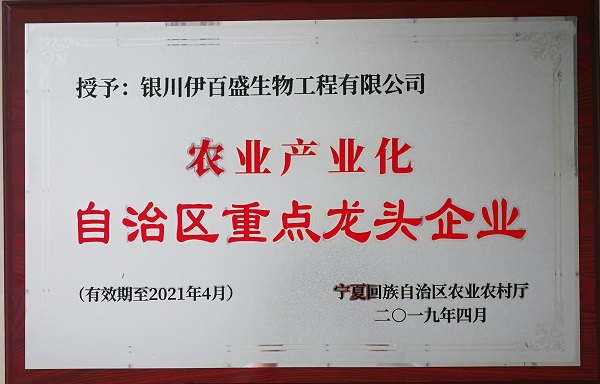 授予：银川伊百盛生物工程有限公司
农业产业化
自治区重点龙头企业
（有效期至2021年4月）
宁夏回族自治区农业农村厅
二〇一九年四月